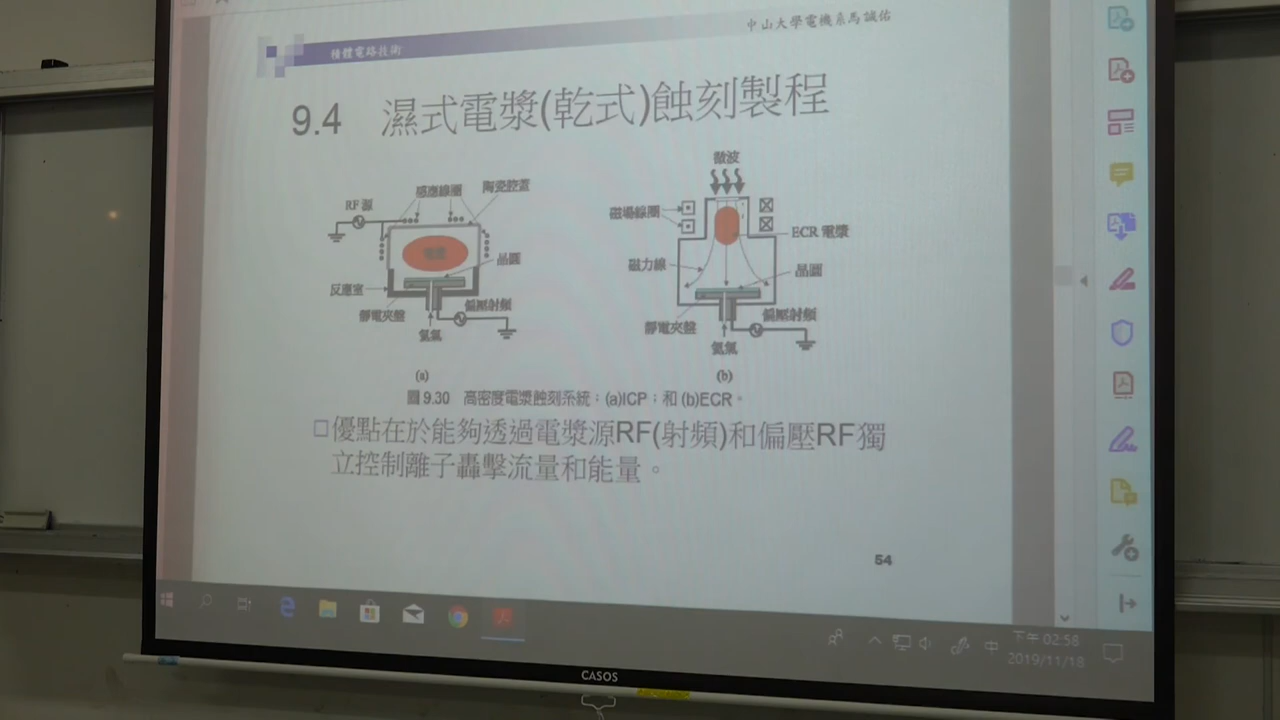 中山大學電機系馬誠佑
積體電路技術
9.4 濕式電漿(乾式)蝕刻製程
微波
感應線圈
陶瓷腔蓋
RF 源
晶圓
反應室
靜電夾盤
偏壓射頻
氦氣
(a)
磁場線圈
ECR 電漿
磁力線
晶圓
偏壓射頻
靜電夾盤
氦氣
(b)
圖 9.30 高密度電漿蝕刻系統：(a)ICP；和 (b)ECR。
優點在於能夠透過電漿源RF(射頻)和偏壓RF獨
立控制離子轟擊流量和能量。
54
中
下午 02:58
2019/11/18
CASOS